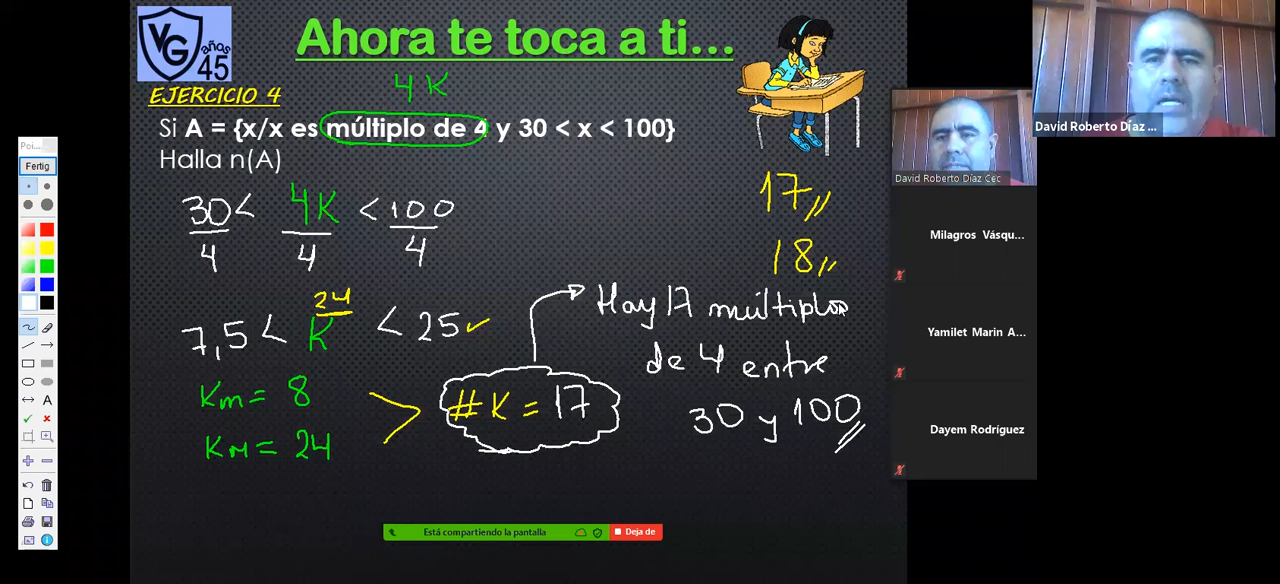 VG
años
45
Ahora te toca a ti...
4 K
EJERCICIO 4
Si A = {x/x es múltiplo de 4 y 30 < x < 100}
Halla n(A)
30 < 4K < 100
4 4 4
24
7,5 < K < 25 ✓
Km = 8
KM = 24
# K = 17
17
18
Hay 17 múltiplos
de 4 entre
30 y 100
Poi...
Fertig
A
Está compartiendo la pantalla
Deja de
David Roberto Díaz ...
David Roberto Díaz Cec
Milagros Vásqu...
Yamilet Marin A...
Dayem Rodríguez